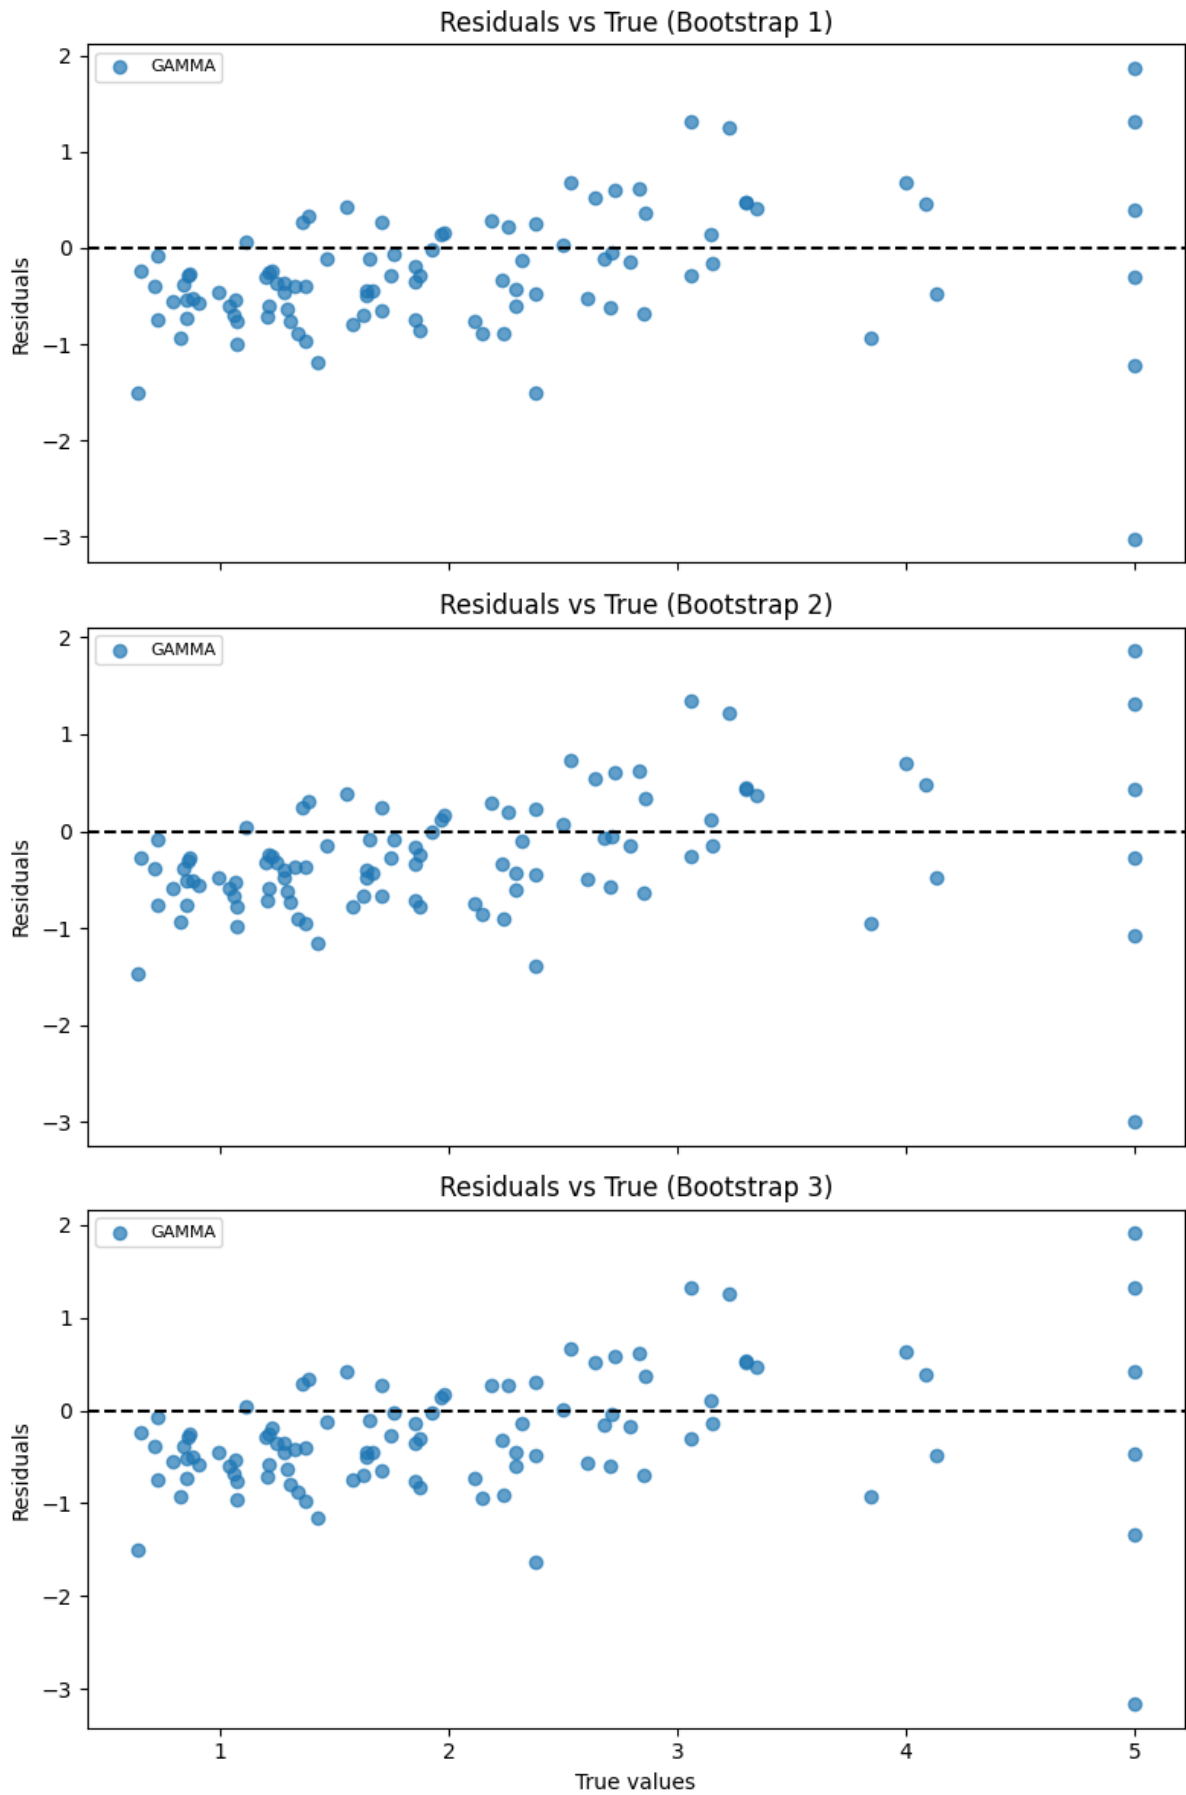 Residuals vs True (Bootstrap 1)
GAMMA
2
1
0
−1
−2
−3
Residuals
Residuals vs True (Bootstrap 2)
GAMMA
2
1
0
−1
−2
−3
Residuals
Residuals vs True (Bootstrap 3)
GAMMA
2
1
0
−1
−2
−3
Residuals
1 2 3 4 5
True values